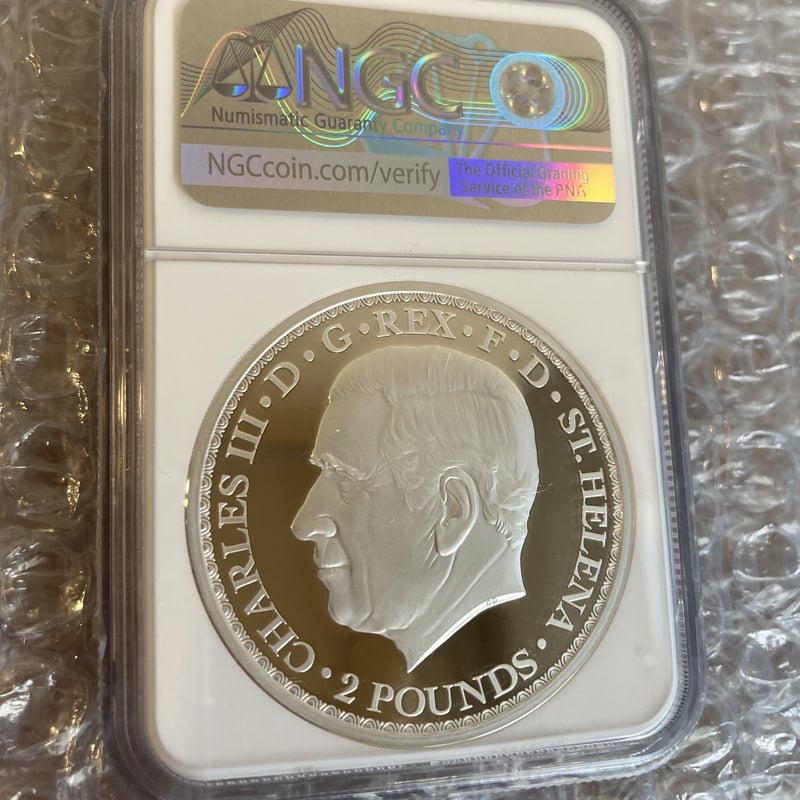 NGC
Numismatic Guaranty Company
NGCcoin.com/verify
The Official Grading
Service of the PNG
CHARLES III · D · G · REX · F · D · ST. HELENA · 2 POUNDS ·